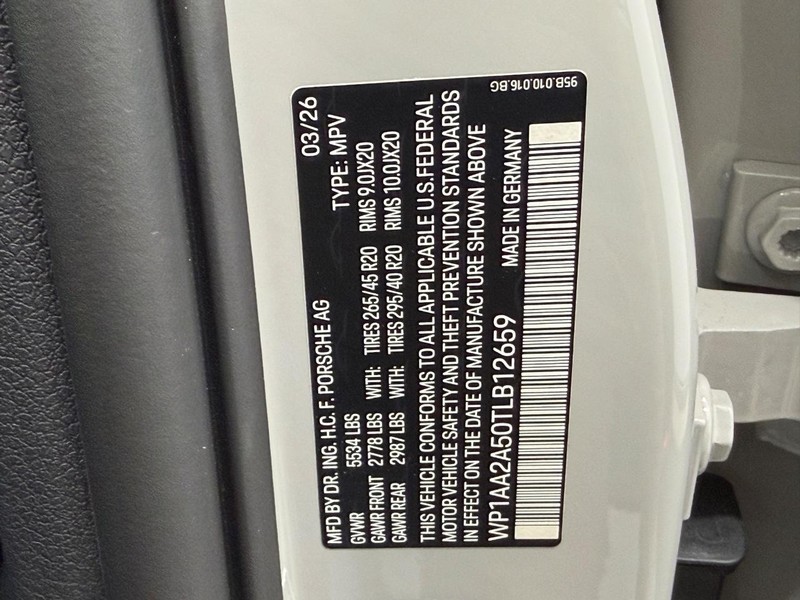 MFD BY DR. ING. H.C. F. PORSCHE AG 03/26
GVWR 5534 LBS TYPE: MPV
GAWR FRONT 2778 LBS WITH: TIRES 265/45 R20 RIMS 9.0JX20
GAWR REAR 2987 LBS WITH: TIRES 295/40 R20 RIMS 10.0JX20
THIS VEHICLE CONFORMS TO ALL APPLICABLE U.S.FEDERAL
MOTOR VEHICLE SAFETY AND THEFT PREVENTION STANDARDS
IN EFFECT ON THE DATE OF MANUFACTURE SHOWN ABOVE
WP1AA2A50TLB12659 MADE IN GERMANY
95B.010.016.BG